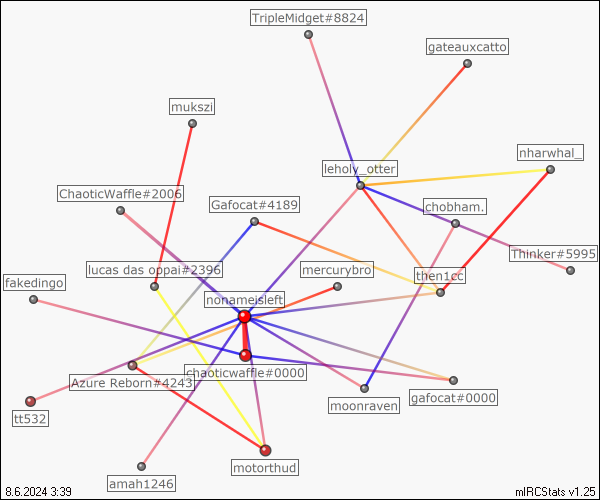 TripleMidget#8824
gateauxcatto
mukszi
nharwhal_
leholy_otter
ChaoticWaffle#2006
Gafocat#4189
chobham.
Thinker#5995
lucas das oppai#2396
mercurybro
then1cc
fakedingo
nonameisleft
chaoticwaffle#0000
Azure Reborn#4243
gafocat#0000
moonraven
tt532
motorthud
amah1246
8.6.2024 3:39
mIRCStats v1.25